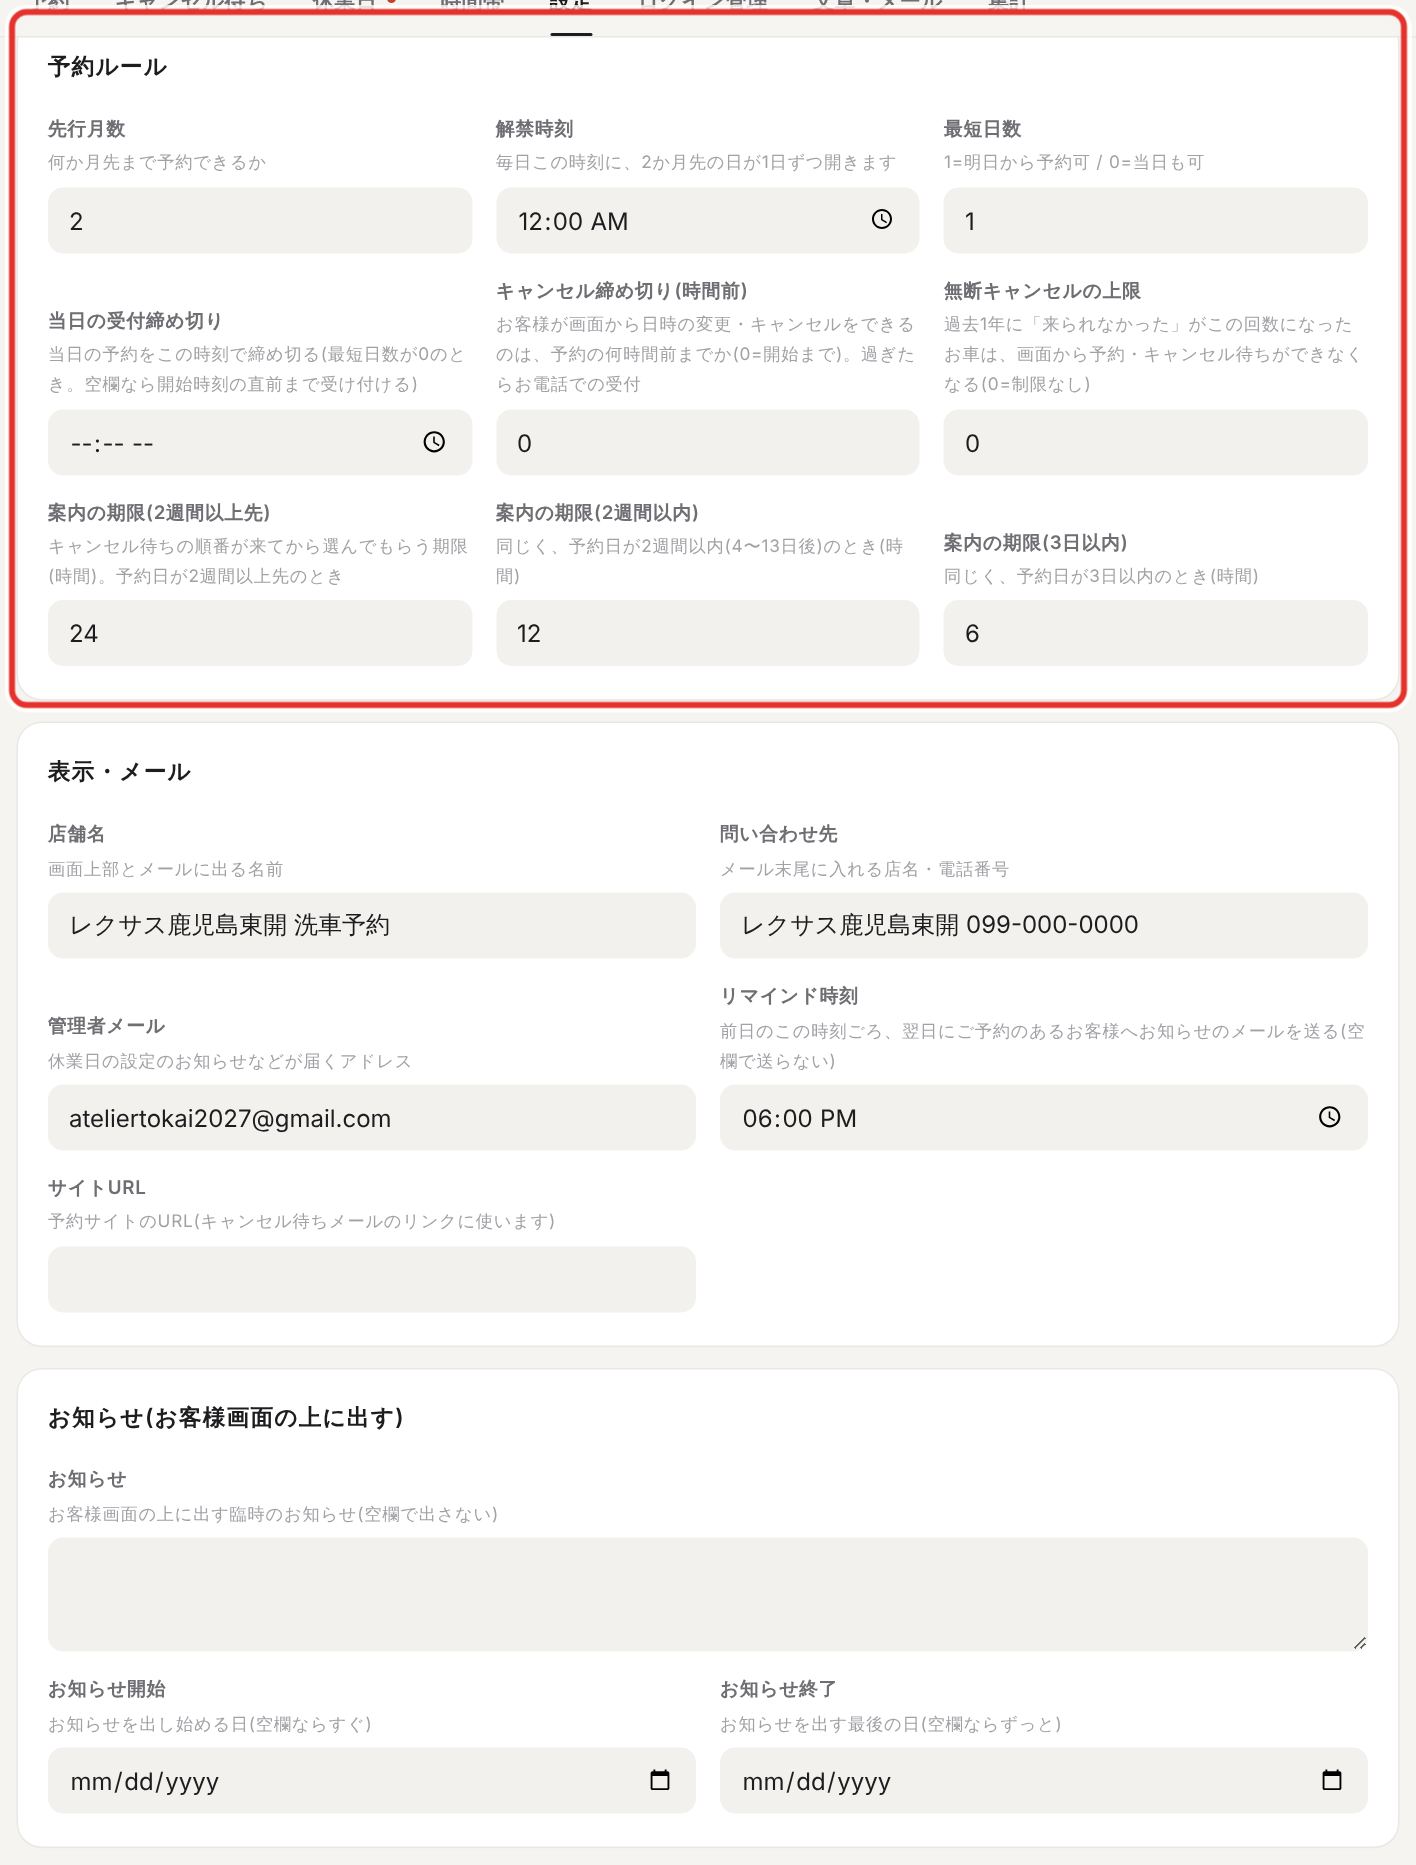 設定
予約ルール
先行月数
何か月先まで予約できるか
2
解禁時刻
毎日この時刻に、2か月先の日が1日ずつ開きます
12:00 AM
最短日数
1=明日から予約可 / 0=当日も可
1
当日の受付締め切り
当日の予約をこの時刻で締め切る(最短日数が0のと
き。空欄なら開始時刻の直前まで受け付ける)
--:-- --
キャンセル締め切り(時間前)
お客様が画面から日時の変更・キャンセルをできる
のは、予約の何時間前までか(0=開始まで)。過ぎた
らお電話での受付
0
無断キャンセルの上限
過去1年に「来られなかった」がこの回数になった
お車は、画面から予約・キャンセル待ちができなく
なる(0=制限なし)
0
案内の期限(2週間以上先)
キャンセル待ちの順番が来てから選んでもらう期限
(時間)。予約日が2週間以上先のとき
24
案内の期限(2週間以内)
同じく、予約日が2週間以内(4〜13日後)のとき(時
間)
12
案内の期限(3日以内)
同じく、予約日が3日以内のとき(時間)
6
表示・メール
店舗名
画面上部とメールに出る名前
レクサス鹿児島東開 洗車予約
問い合わせ先
メール末尾に入れる店名・電話番号
レクサス鹿児島東開 099-000-0000
管理者メール
休業日の設定のお知らせなどが届くアドレス
ateliertokai2027@gmail.com
リマインド時刻
前日のこの時刻ごろ、翌日にご予約のあるお客様へお知らせのメールを送る(空
欄で送らない)
06:00 PM
サイトURL
予約サイトのURL(キャンセル待ちメールのリンクに使います)
お知らせ(お客様画面の上に出す)
お知らせ
お客様画面の上に出す臨時のお知らせ(空欄で出さない)
お知らせ開始
お知らせを出し始める日(空欄ならすぐ)
mm/dd/yyyy
お知らせ終了
お知らせを出す最後の日(空欄ならずっと)
mm/dd/yyyy